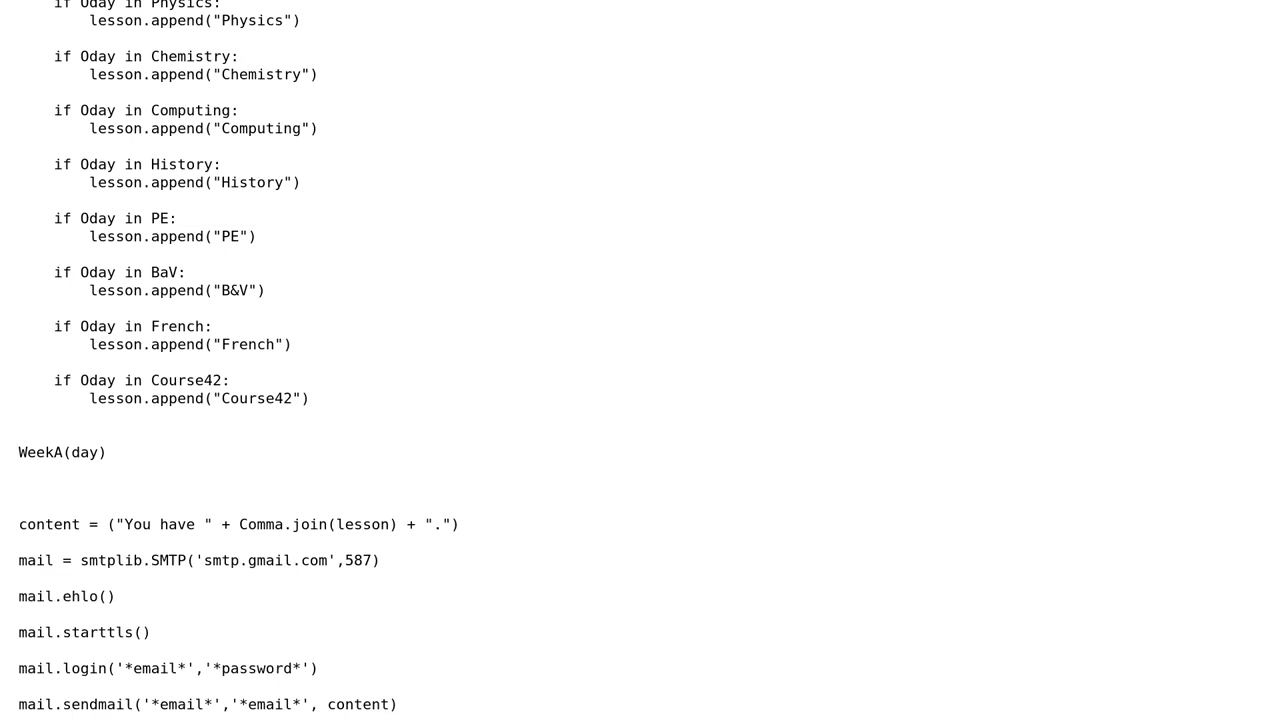 if Oday in Physics:
lesson.append("Physics")
if Oday in Chemistry:
lesson.append("Chemistry")
if Oday in Computing:
lesson.append("Computing")
if Oday in History:
lesson.append("History")
if Oday in PE:
lesson.append("PE")
if Oday in BaV:
lesson.append("B&V")
if Oday in French:
lesson.append("French")
if Oday in Course42:
lesson.append("Course42")
WeekA(day)
content = ("You have " + Comma.join(lesson) + ".")
mail = smtplib.SMTP('smtp.gmail.com',587)
mail.ehlo()
mail.starttls()
mail.login('*email*','*password*')
mail.sendmail('*email*','*email*', content)